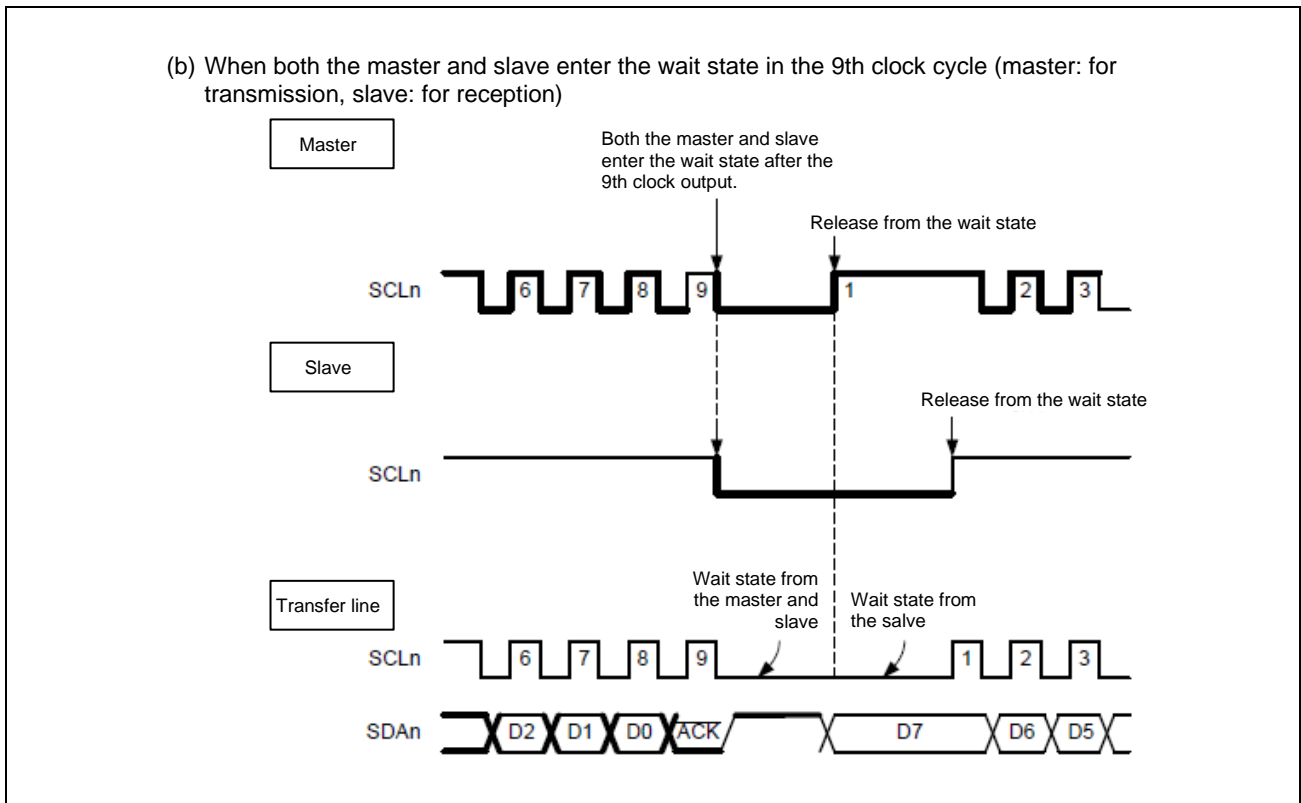 (b) When both the master and slave enter the wait state in the 9th clock cycle (master: for
transmission, slave: for reception)
Master
Both the master and slave
enter the wait state after the
9th clock output.
Release from the wait state
SCLn
6 7 8 9 1 2 3
Slave
Release from the wait state
SCLn
Transfer line
Wait state from
the master and
slave
Wait state from
the salve
SCLn
6 7 8 9 1 2 3
SDAn
D2 D1 D0 ACK D7 D6 D5